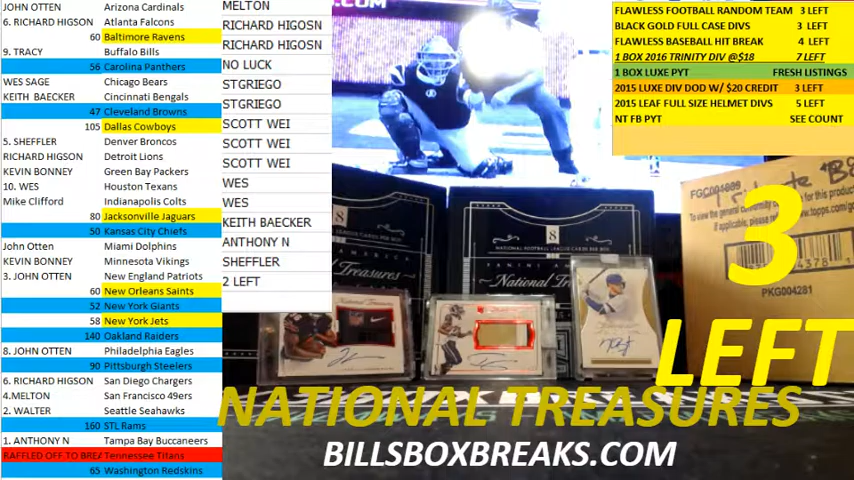 JOHN OTTEN Arizona Cardinals
6. RICHARD HIGSON Atlanta Falcons
60 Baltimore Ravens
9. TRACY Buffalo Bills
56 Carolina Panthers
WES SAGE Chicago Bears
KEITH BAECKER Cincinnati Bengals
47 Cleveland Browns
105 Dallas Cowboys
5. SHEFFLER Denver Broncos
RICHARD HIGSON Detroit Lions
KEVIN BONNEY Green Bay Packers
10. WES Houston Texans
Mike Clifford Indianapolis Colts
80 Jacksonville Jaguars
50 Kansas City Chiefs
John Otten Miami Dolphins
KEVIN BONNEY Minnesota Vikings
3. JOHN OTTEN New England Patriots
60 New Orleans Saints
52 New York Giants
58 New York Jets
140 Oakland Raiders
8. JOHN OTTEN Philadelphia Eagles
90 Pittsburgh Steelers
6. RICHARD HIGSON San Diego Chargers
4.MELTON San Francisco 49ers
2. WALTER Seattle Seahawks
160 STL Rams
1. ANTHONY N Tampa Bay Buccaneers
RAFFLED OFF TO BREA Tennessee Titans
65 Washington Redskins
MELTON
RICHARD HIGOSN
RICHARD HIGOSN
NO LUCK
STGRIEGO
STGRIEGO
SCOTT WEI
SCOTT WEI
SCOTT WEI
WES
WES
KEITH BAECKER
ANTHONY N
SHEFFLER
2 LEFT
FLAWLESS FOOTBALL RANDOM TEAM 3 LEFT
BLACK GOLD FULL CASE DIVS 3 LEFT
FLAWLESS BASEBALL HIT BREAK 4 LEFT
1 BOX 2016 TRINITY DIV @$18 7 LEFT
1 BOX LUXE PYT FRESH LISTINGS
2015 LUXE DIV DOD W/ $20 CREDIT 3 LEFT
2015 LEAF FULL SIZE HELMET DIVS 5 LEFT
NT FB PYT SEE COUNT
3
LEFT
PKG004281
NATIONAL TREASURES
BILLSBOXBREAKS.COM